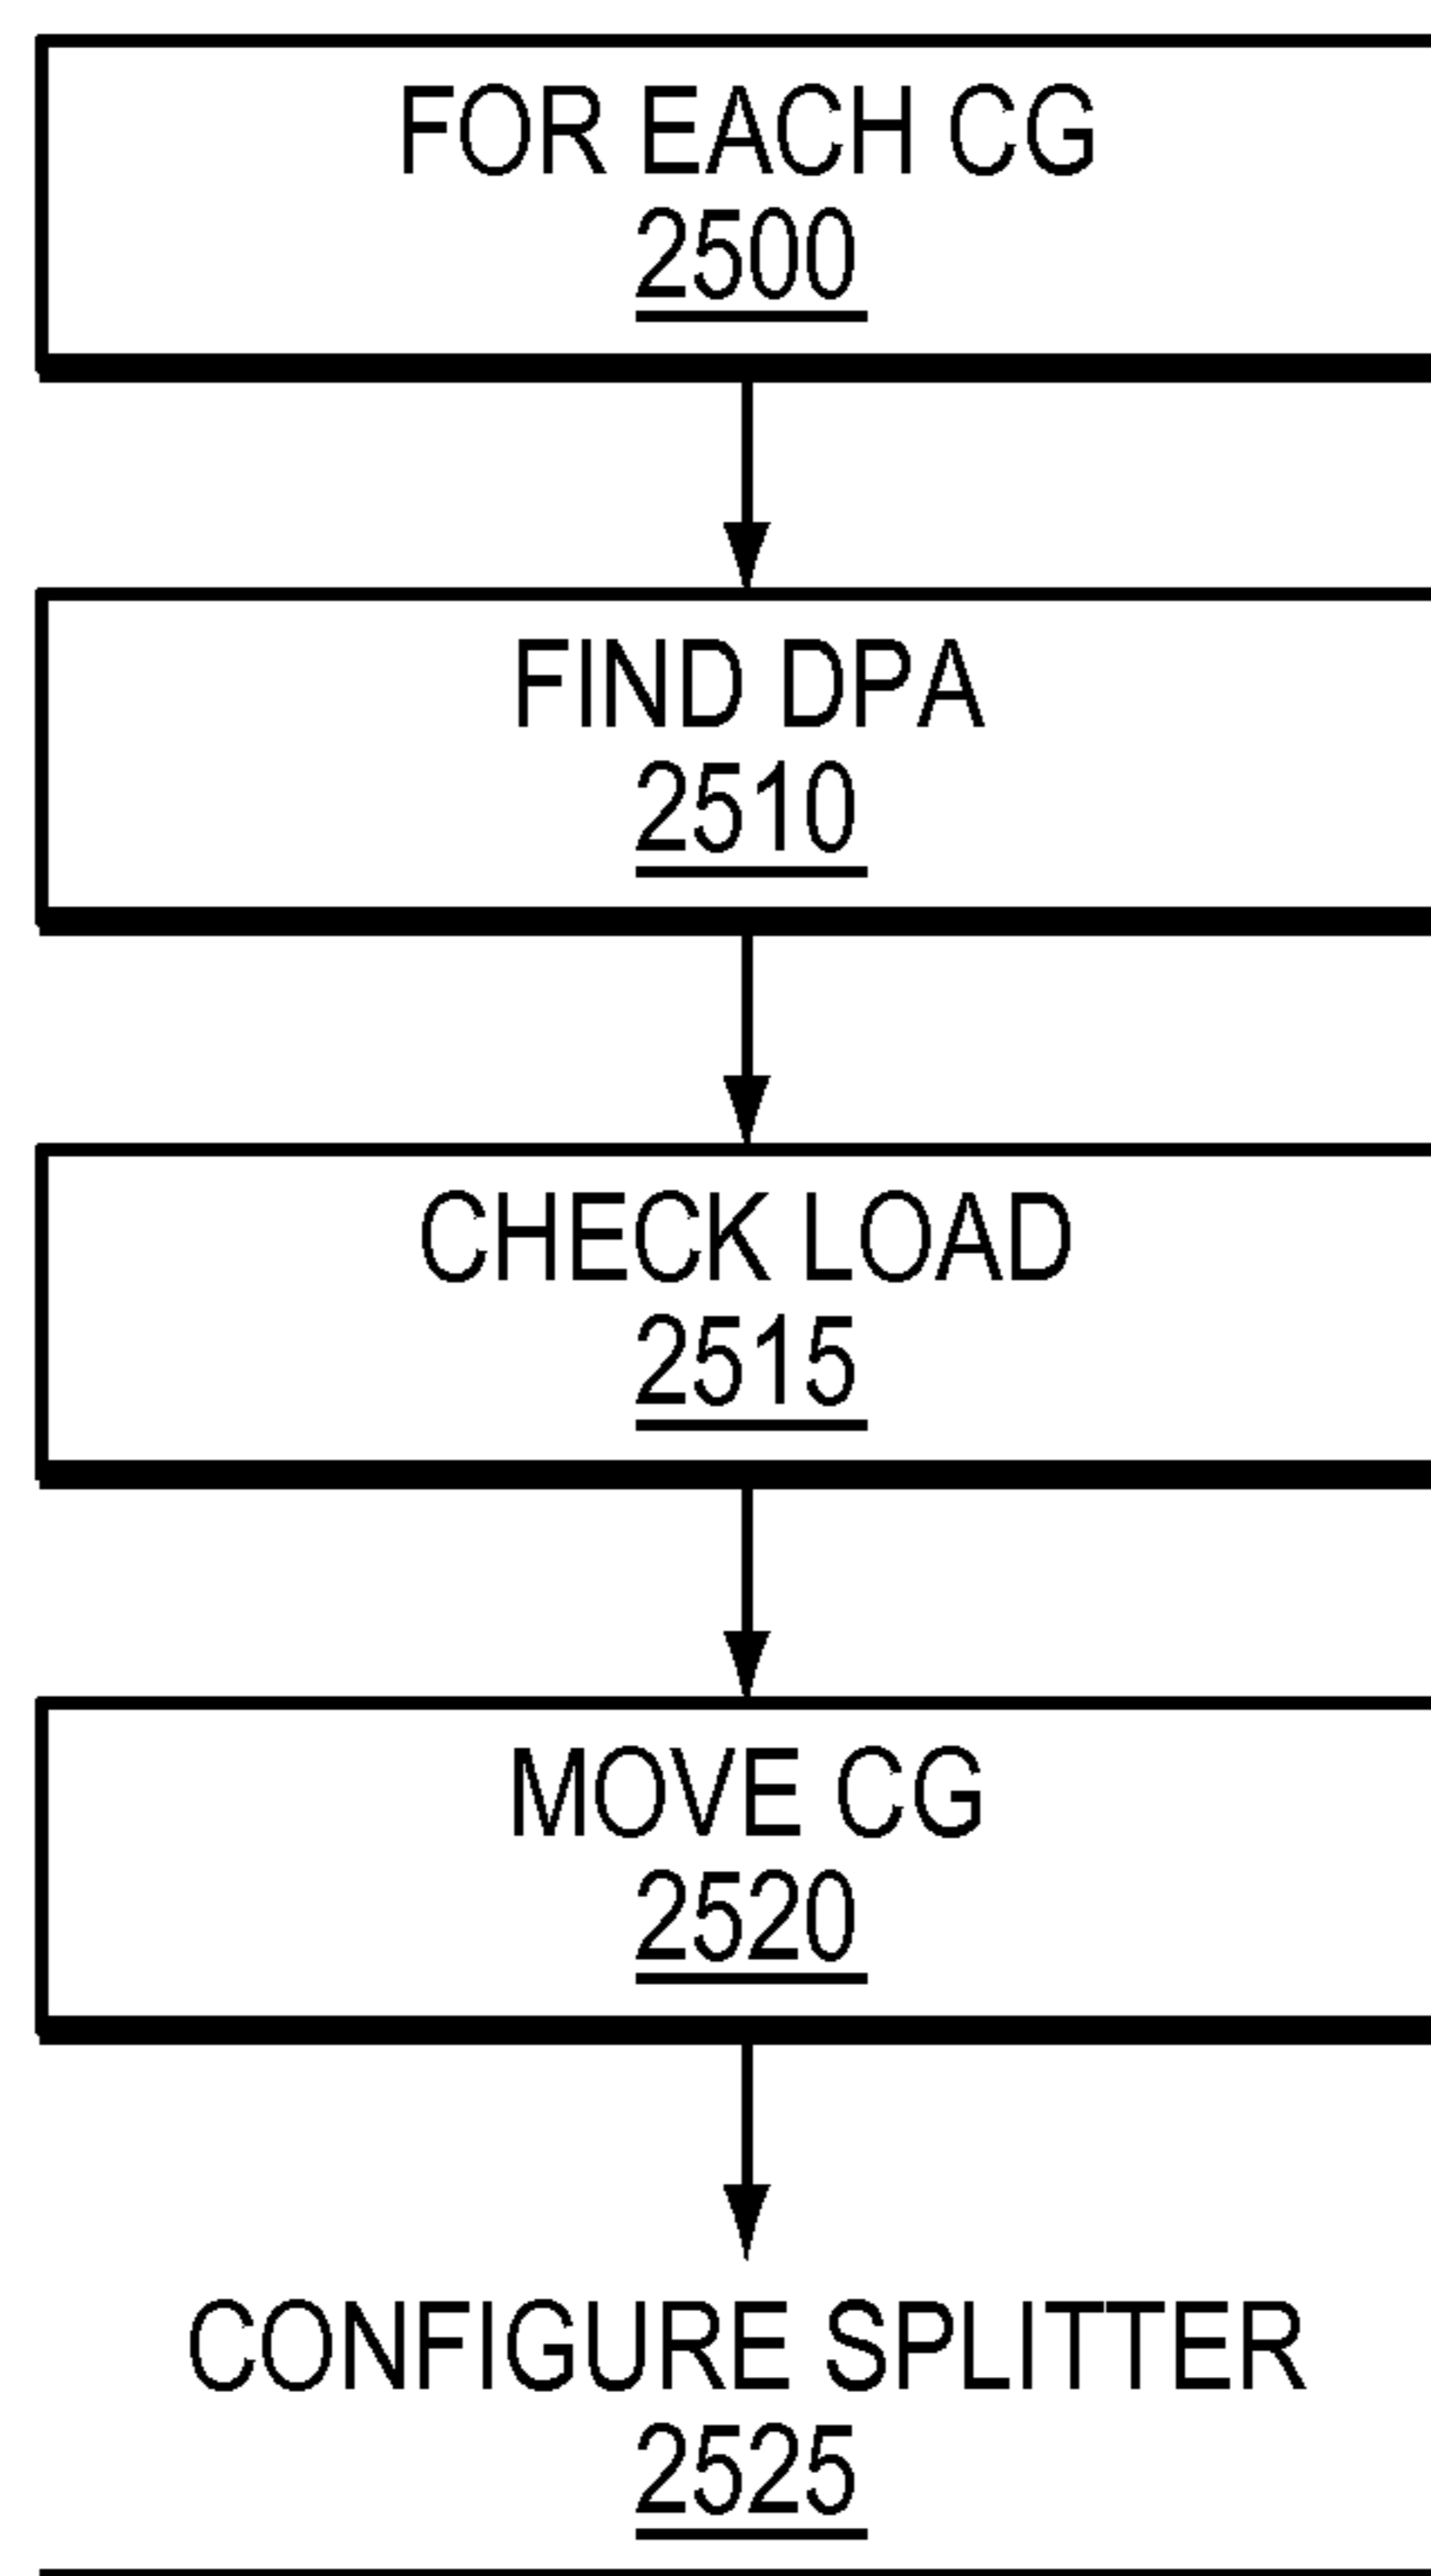 FOR EACH CG
2500
FIND DPA
2510
CHECK LOAD
2515
MOVE CG
2520
CONFIGURE SPLITTER
2525